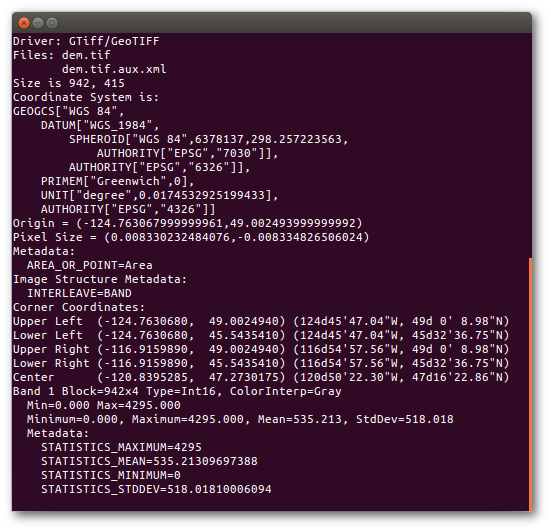 Driver: GTiff/GeoTIFF
Files: dem.tif
       dem.tif.aux.xml
Size is 942, 415
Coordinate System is:
GEOGCS["WGS 84",
    DATUM["WGS_1984",
        SPHEROID["WGS 84",6378137,298.257223563,
            AUTHORITY["EPSG","7030"]],
        AUTHORITY["EPSG","6326"]],
    PRIMEM["Greenwich",0],
    UNIT["degree",0.0174532925199433],
    AUTHORITY["EPSG","4326"]]
Origin = (-124.763067999999961,49.002493999999992)
Pixel Size = (0.008330232484076,-0.008334826506024)
Metadata:
  AREA_OR_POINT=Area
Image Structure Metadata:
  INTERLEAVE=BAND
Corner Coordinates:
Upper Left  (-124.7630680,  49.0024940) (124d45'47.04"W, 49d 0' 8.98"N)
Lower Left  (-124.7630680,  45.5435410) (124d45'47.04"W, 45d32'36.75"N)
Upper Right (-116.9159890,  49.0024940) (116d54'57.56"W, 49d 0' 8.98"N)
Lower Right (-116.9159890,  45.5435410) (116d54'57.56"W, 45d32'36.75"N)
Center      (-120.8395285,  47.2730175) (120d50'22.30"W, 47d16'22.86"N)
Band 1 Block=942x4 Type=Int16, ColorInterp=Gray
  Min=0.000 Max=4295.000
  Minimum=0.000, Maximum=4295.000, Mean=535.213, StdDev=518.018
  Metadata:
    STATISTICS_MAXIMUM=4295
    STATISTICS_MEAN=535.21309697388
    STATISTICS_MINIMUM=0
    STATISTICS_STDDEV=518.01810006094